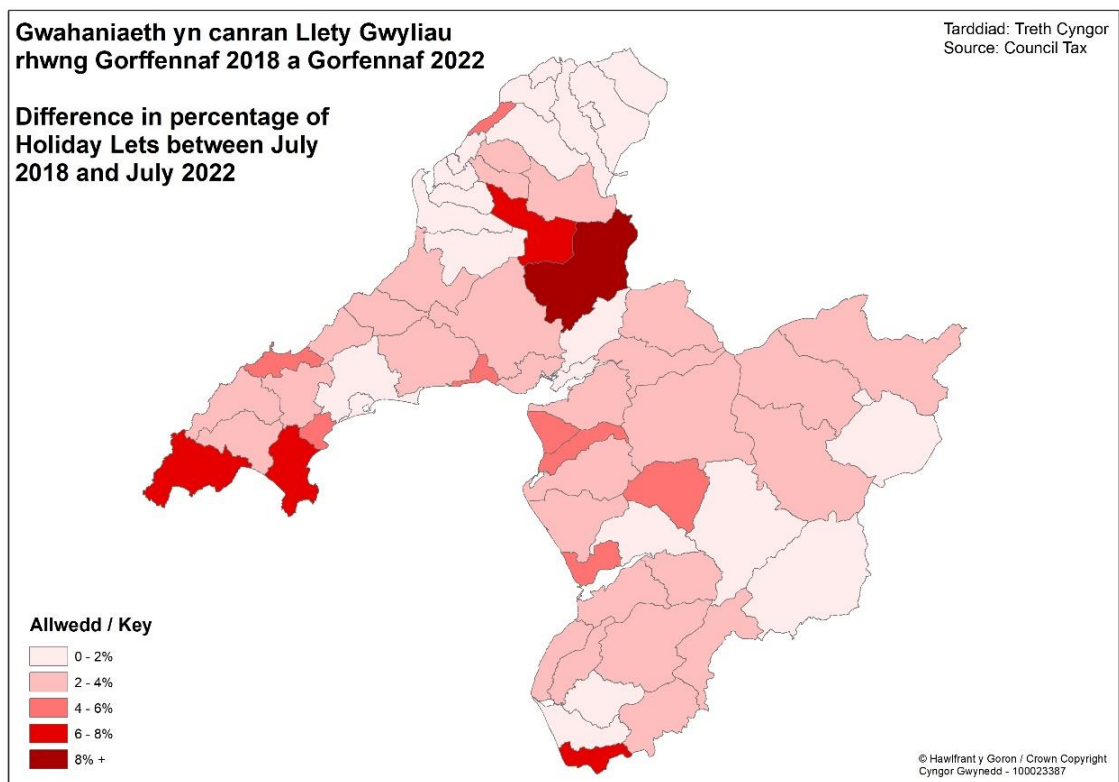 Gwahaniaeth yn canran Llety Gwyliau
rhwng Gorffennaf 2018 a Gorfennaf 2022
Difference in percentage of
Holiday Lets between July
2018 and July 2022
Tarddiad: Treth Cyngor
Source: Council Tax
Allwedd / Key
0 - 2%
2 - 4%
4 - 6%
6 - 8%
8% +
© Hawlfrant y Goron / Crown Copyright
Cyngor Gwynedd - 100023387